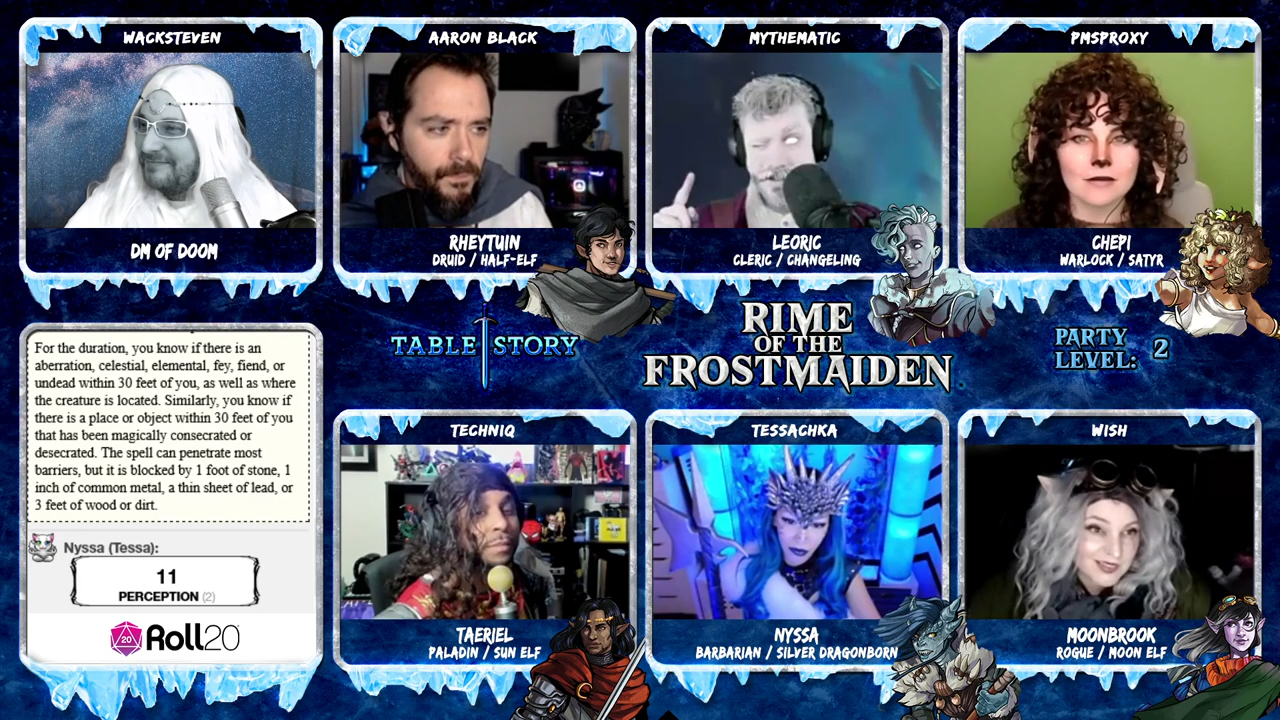 WACKSTEVEN
AARON BLACK
MYTHEMATIC
PMSPROXY
DM OF DOOM
RHEYTUIN
DRUID / HALF-ELF
LEORIC
CLERIC / CHANGELING
CHEPI
WARLOCK / SATYR
For the duration, you know if there is an
aberration, celestial, elemental, fey, fiend, or
undead within 30 feet of you, as well as where
the creature is located. Similarly, you know if
there is a place or object within 30 feet of you
that has been magically consecrated or
desecrated. The spell can penetrate most
barriers, but it is blocked by 1 foot of stone, 1
inch of common metal, a thin sheet of lead, or
3 feet of wood or dirt.
Nyssa (Tessa):
11
PERCEPTION (2)
20 Roll20
TABLE STORY
RIME
OF THE
FROSTMAIDEN
PARTY
LEVEL: 2
TECHNIQ
TESSACHKA
WISH
TAERIEL
PALADIN / SUN ELF
NYSSA
BARBARIAN / SILVER DRAGONBORN
MOONBROOK
ROGUE / MOON ELF